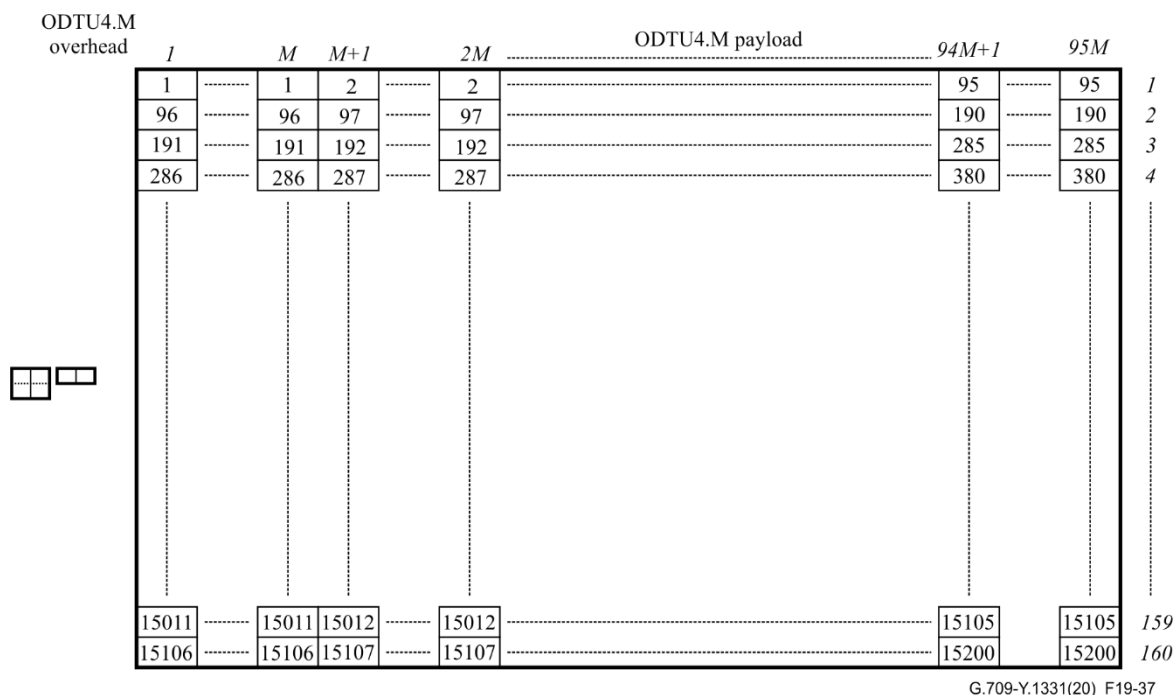 ODTU4.M
overhead
ODTU4.M payload
1 M M+1 2M 94M+1 95M
1 1 2 2 95 95 1
96 96 97 97 190 190 2
191 191 192 192 285 285 3
286 286 287 287 380 380 4
15011 15011 15012 15012 15105 15105 159
15106 15106 15107 15107 15200 15200 160
G.709-Y.1331(20)_F19-37